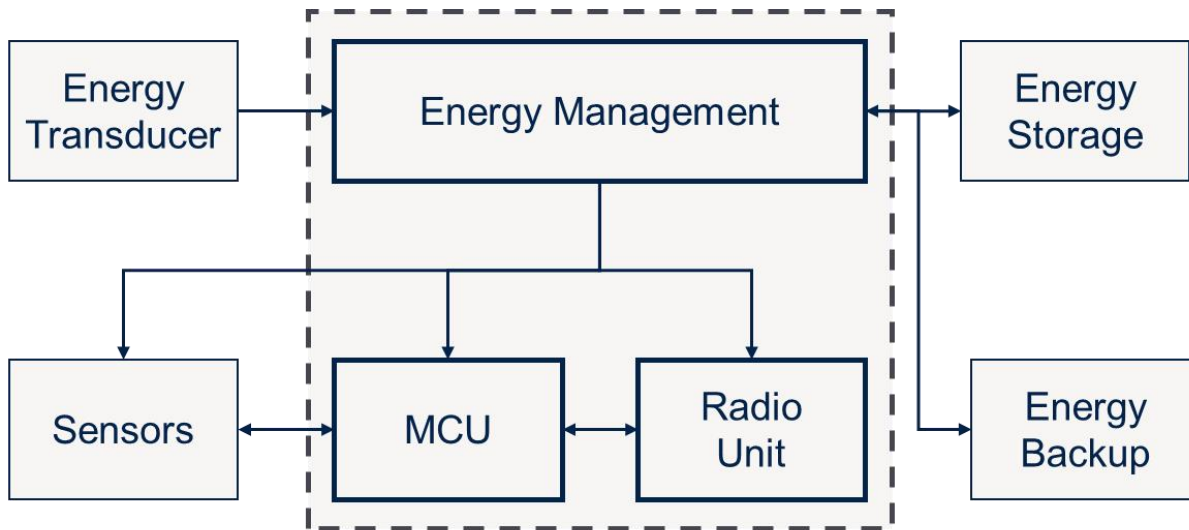 Energy
Transducer
Energy Management
Energy
Storage
Sensors
MCU
Radio
Unit
Energy
Backup